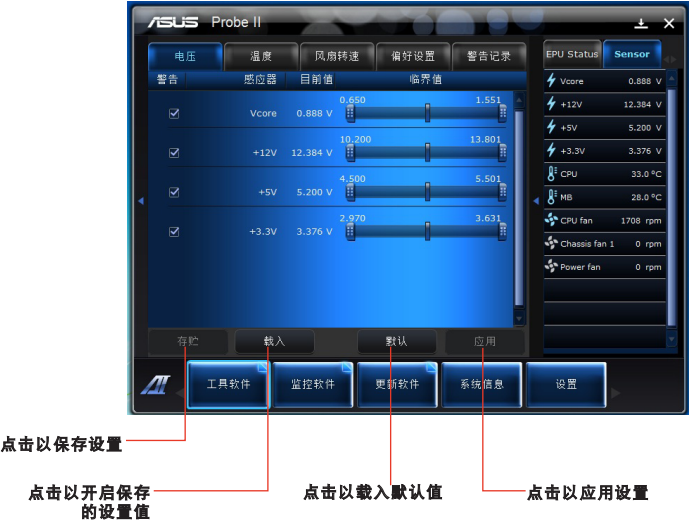 ASUS Probe II
电压 温度 风扇转速 偏好设置 警告记录
警告 感应器 目前值 临界值
0.650 1.551
Vcore 0.888 V
10.200 13.801
+12V 12.384 V
4.500 5.501
+5V 5.200 V
2.970 3.631
+3.3V 3.376 V
存贮 载入 默认 应用
EPU Status Sensor
Vcore 0.888 V
+12V 12.384 V
+5V 5.200 V
+3.3V 3.376 V
CPU 33.0 ºC
MB 28.0 ºC
CPU fan 1708 rpm
Chassis fan 1 0 rpm
Power fan 0 rpm
AI 工具软件 监控软件 更新软件 系统信息 设置
点击以保存设置
点击以开启保存
的设置值
点击以载入默认值
点击以应用设置